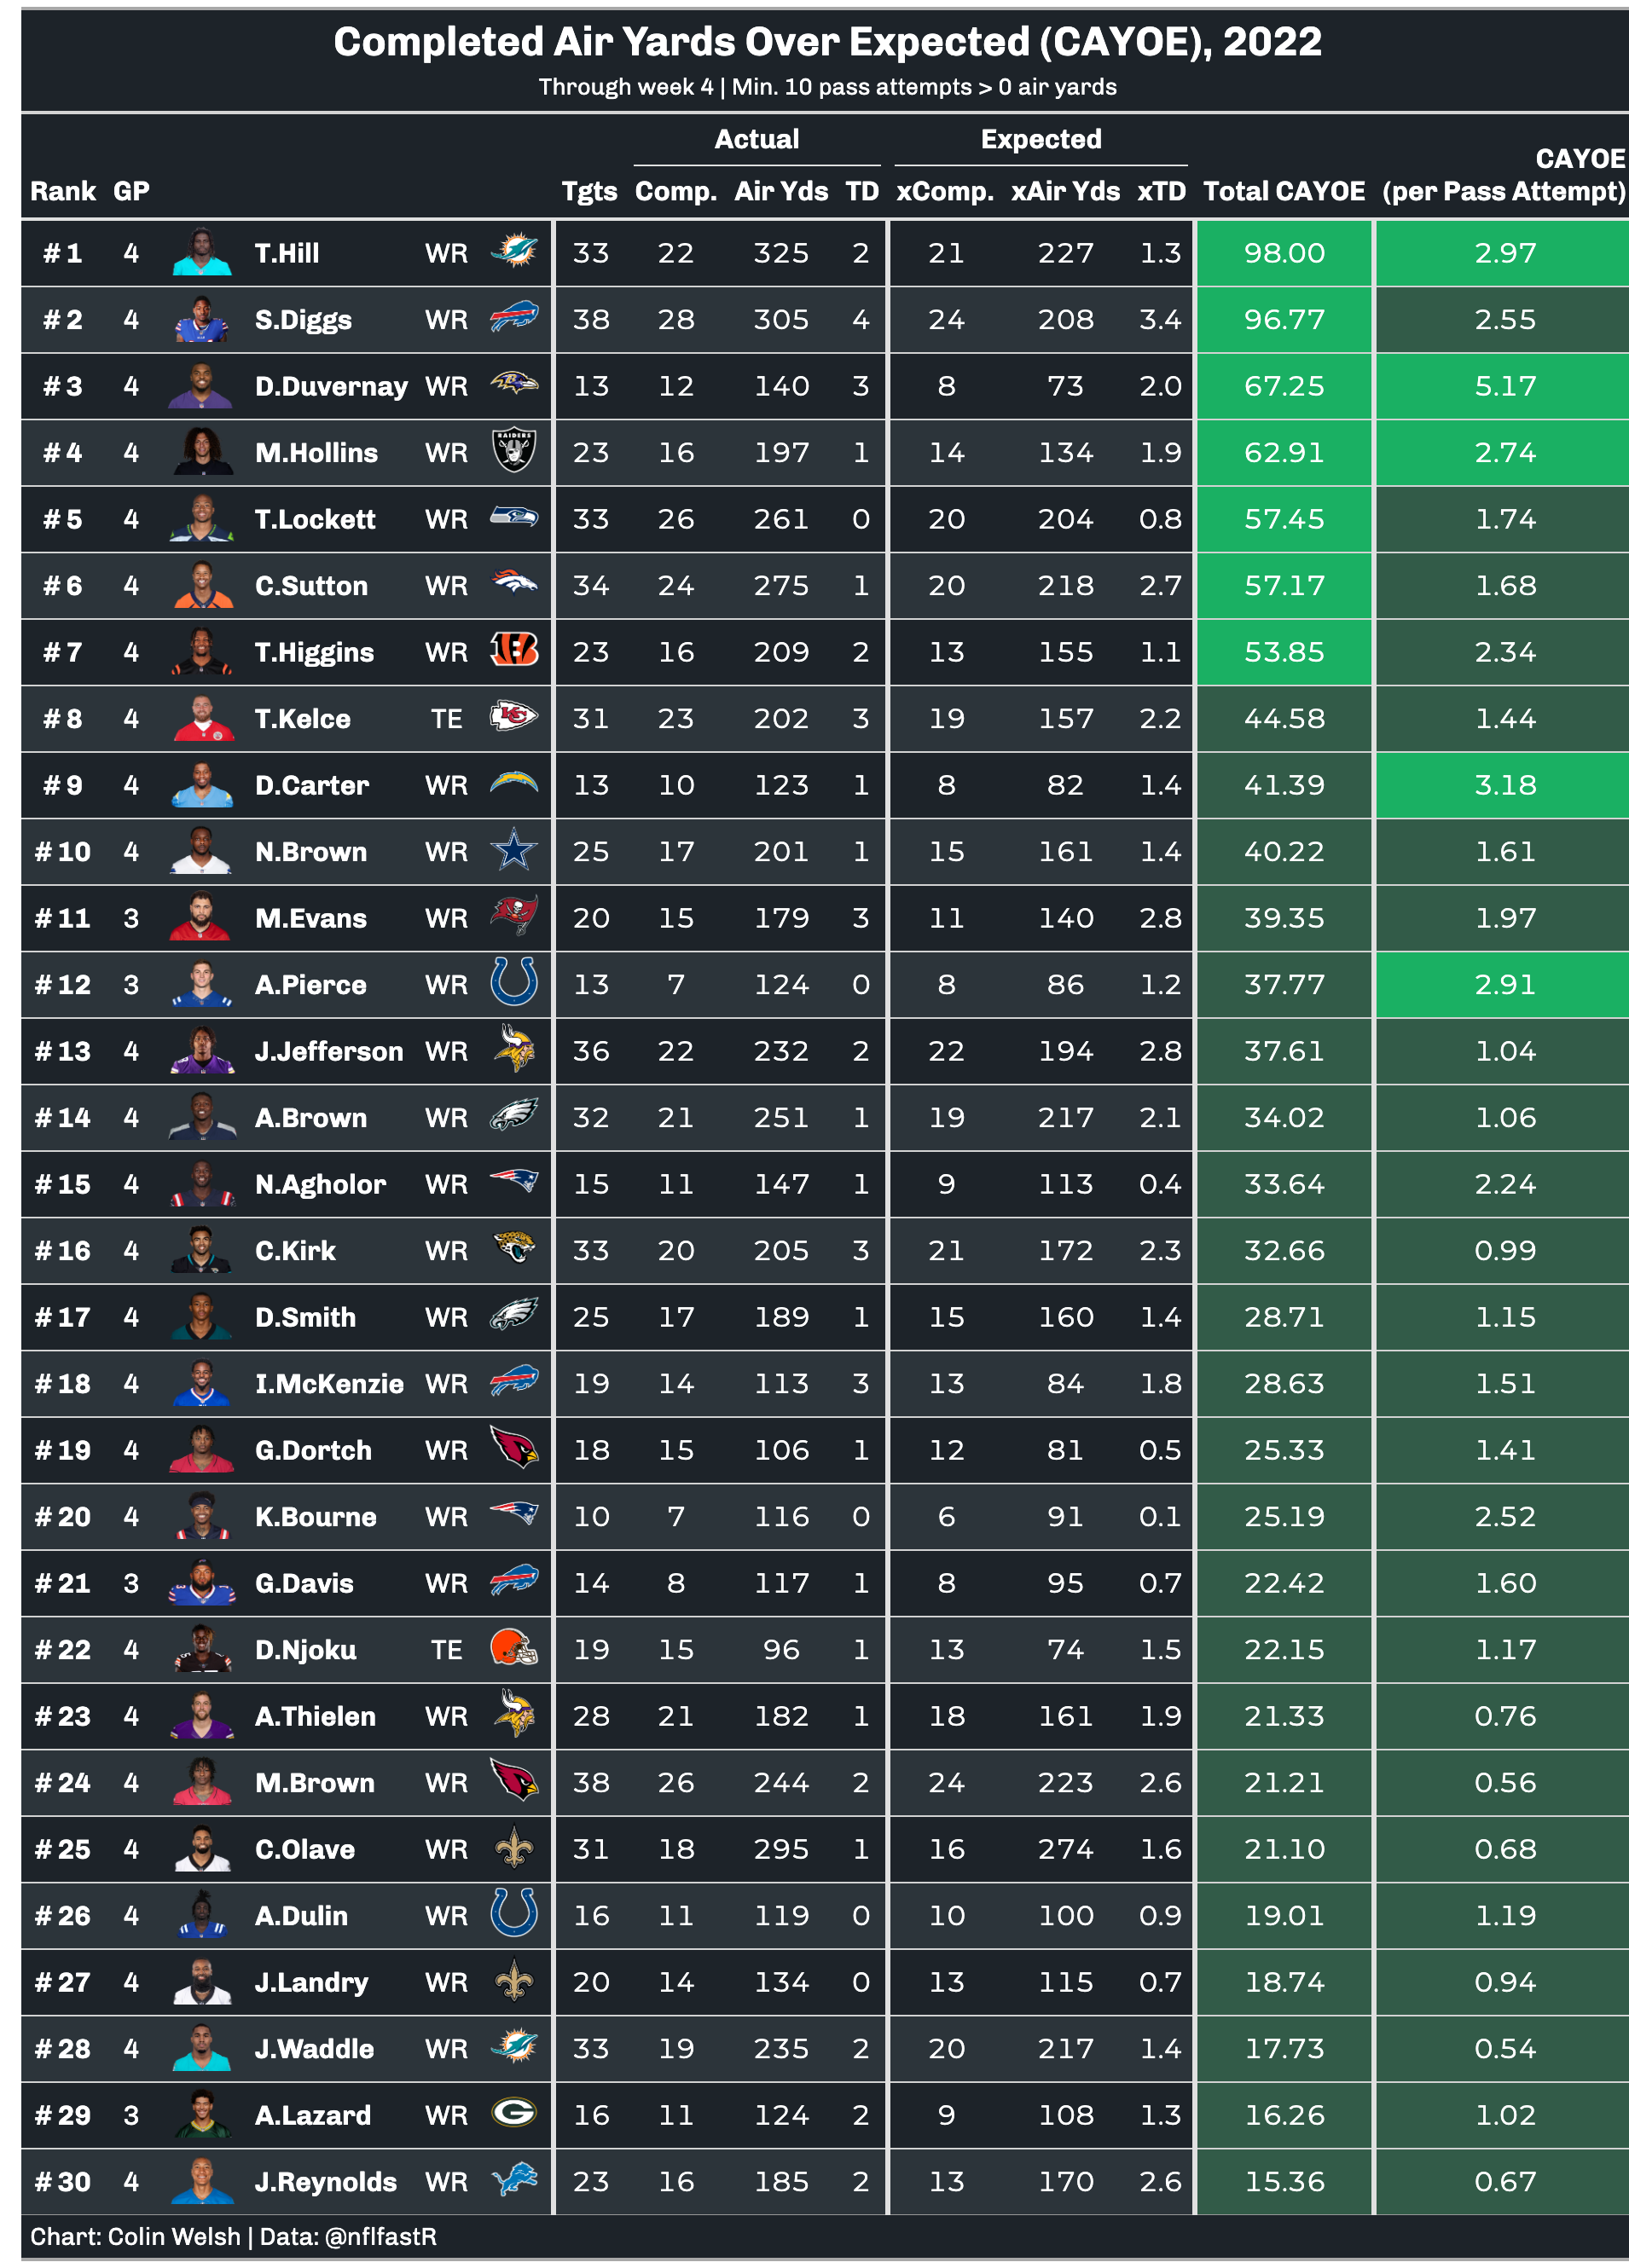 Completed Air Yards Over Expected (CAYOE), 2022
Through week 4 | Min. 10 pass attempts > 0 air yards
Actual Expected
CAYOE
Rank GP Tgts Comp. Air Yds TD xComp. xAir Yds xTD Total CAYOE (per Pass Attempt)
# 1 4 T.Hill WR 33 22 325 2 21 227 1.3 98.00 2.97
# 2 4 S.Diggs WR 38 28 305 4 24 208 3.4 96.77 2.55
# 3 4 D.Duvernay WR 13 12 140 3 8 73 2.0 67.25 5.17
# 4 4 M.Hollins WR RAIDERS 23 16 197 1 14 134 1.9 62.91 2.74
# 5 4 T.Lockett WR 33 26 261 0 20 204 0.8 57.45 1.74
# 6 4 C.Sutton WR 34 24 275 1 20 218 2.7 57.17 1.68
# 7 4 T.Higgins WR 23 16 209 2 13 155 1.1 53.85 2.34
# 8 4 T.Kelce TE KC 31 23 202 3 19 157 2.2 44.58 1.44
# 9 4 D.Carter WR 13 10 123 1 8 82 1.4 41.39 3.18
# 10 4 N.Brown WR 25 17 201 1 15 161 1.4 40.22 1.61
# 11 3 M.Evans WR 20 15 179 3 11 140 2.8 39.35 1.97
# 12 3 A.Pierce WR 13 7 124 0 8 86 1.2 37.77 2.91
# 13 4 J.Jefferson WR 36 22 232 2 22 194 2.8 37.61 1.04
# 14 4 A.Brown WR 32 21 251 1 19 217 2.1 34.02 1.06
# 15 4 N.Agholor WR 15 11 147 1 9 113 0.4 33.64 2.24
# 16 4 C.Kirk WR 33 20 205 3 21 172 2.3 32.66 0.99
# 17 4 D.Smith WR 25 17 189 1 15 160 1.4 28.71 1.15
# 18 4 I.McKenzie WR 19 14 113 3 13 84 1.8 28.63 1.51
# 19 4 G.Dortch WR 18 15 106 1 12 81 0.5 25.33 1.41
# 20 4 K.Bourne WR 10 7 116 0 6 91 0.1 25.19 2.52
# 21 3 G.Davis WR 14 8 117 1 8 95 0.7 22.42 1.60
# 22 4 D.Njoku TE 19 15 96 1 13 74 1.5 22.15 1.17
# 23 4 A.Thielen WR 28 21 182 1 18 161 1.9 21.33 0.76
# 24 4 M.Brown WR 38 26 244 2 24 223 2.6 21.21 0.56
# 25 4 C.Olave WR 31 18 295 1 16 274 1.6 21.10 0.68
# 26 4 A.Dulin WR 16 11 119 0 10 100 0.9 19.01 1.19
# 27 4 J.Landry WR 20 14 134 0 13 115 0.7 18.74 0.94
# 28 4 J.Waddle WR 33 19 235 2 20 217 1.4 17.73 0.54
# 29 3 A.Lazard WR G 16 11 124 2 9 108 1.3 16.26 1.02
# 30 4 J.Reynolds WR 23 16 185 2 13 170 2.6 15.36 0.67
Chart: Colin Welsh | Data: @nflfastR